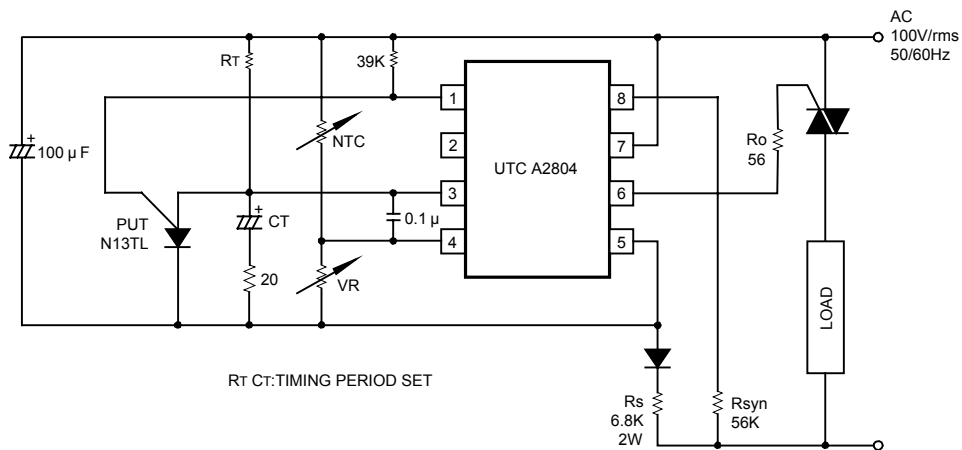 AC
100V/rms
50/60Hz
RT
39K
1
8
NTC
2
7
Ro
56
+
100 µF
UTC A2804
3
6
+
CT
0.1 µ
PUT
N13TL
4
5
20
VR
LOAD
RT CT:TIMING PERIOD SET
Rs
6.8K
2W
Rsyn
56K